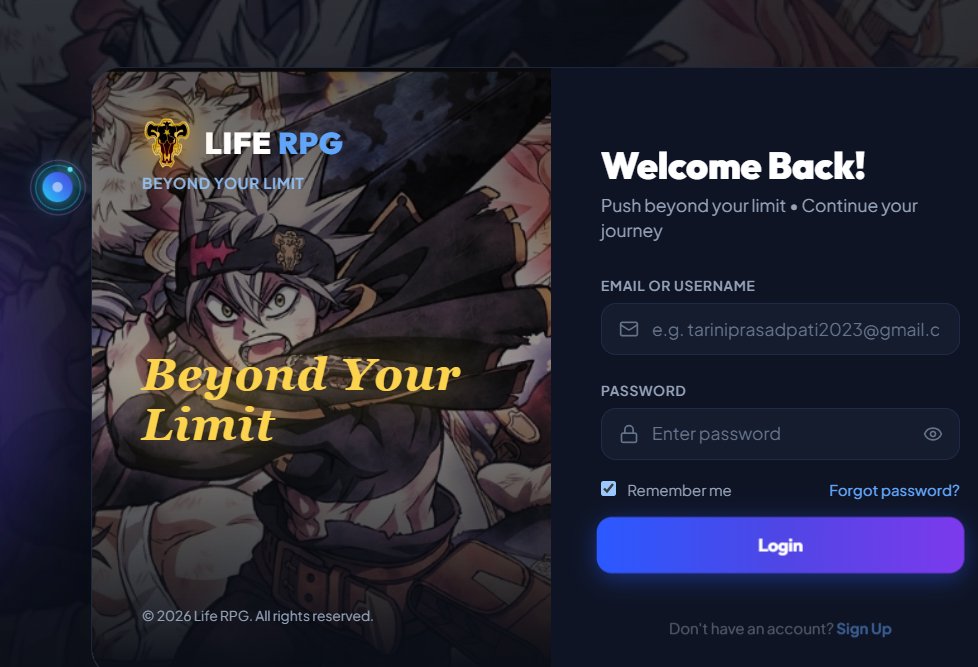 LIFE RPG
BEYOND YOUR LIMIT
Beyond Your
Limit
© 2026 Life RPG. All rights reserved.
Welcome Back!
Push beyond your limit • Continue your
journey
EMAIL OR USERNAME
e.g. tariniprasadpati2023@gmail.c
PASSWORD
Enter password
Remember me
Forgot password?
Login
Don't have an account? Sign Up